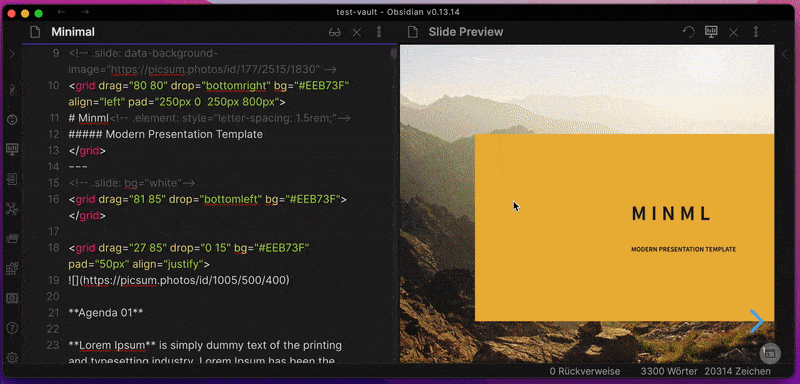 test-vault - Obsidian v0.13.14
Minimal
Slide Preview
9 <!-- .slide: data-background-
image="https://picsum.photos/id/177/2515/1830" -->
10 <grid drag="80 80" drop="bottomright" bg="#EEB73F"
align="left" pad="250px 0  250px 800px">
11 # Minml<!-- .element: style="letter-spacing: 1.5rem;"-->
12 ##### Modern Presentation Template
13 </grid>
14 ---
15 <!-- .slide: bg="white"-->
16 <grid drag="81 85" drop="bottomleft" bg="#EEB73F">
17 </grid>
18 <grid drag="27 85" drop="0 15" bg="#EEB73F"
pad="50px" align="justify">
19 ![](https://picsum.photos/id/1005/500/400)
20
21 **Agenda 01**
22
23 **Lorem Ipsum** is simply dummy text of the printing
and typesetting industry. Lorem Ipsum has been the
MINML
MODERN PRESENTATION TEMPLATE
0 Rückverweise 3300 Wörter 20314 Zeichen